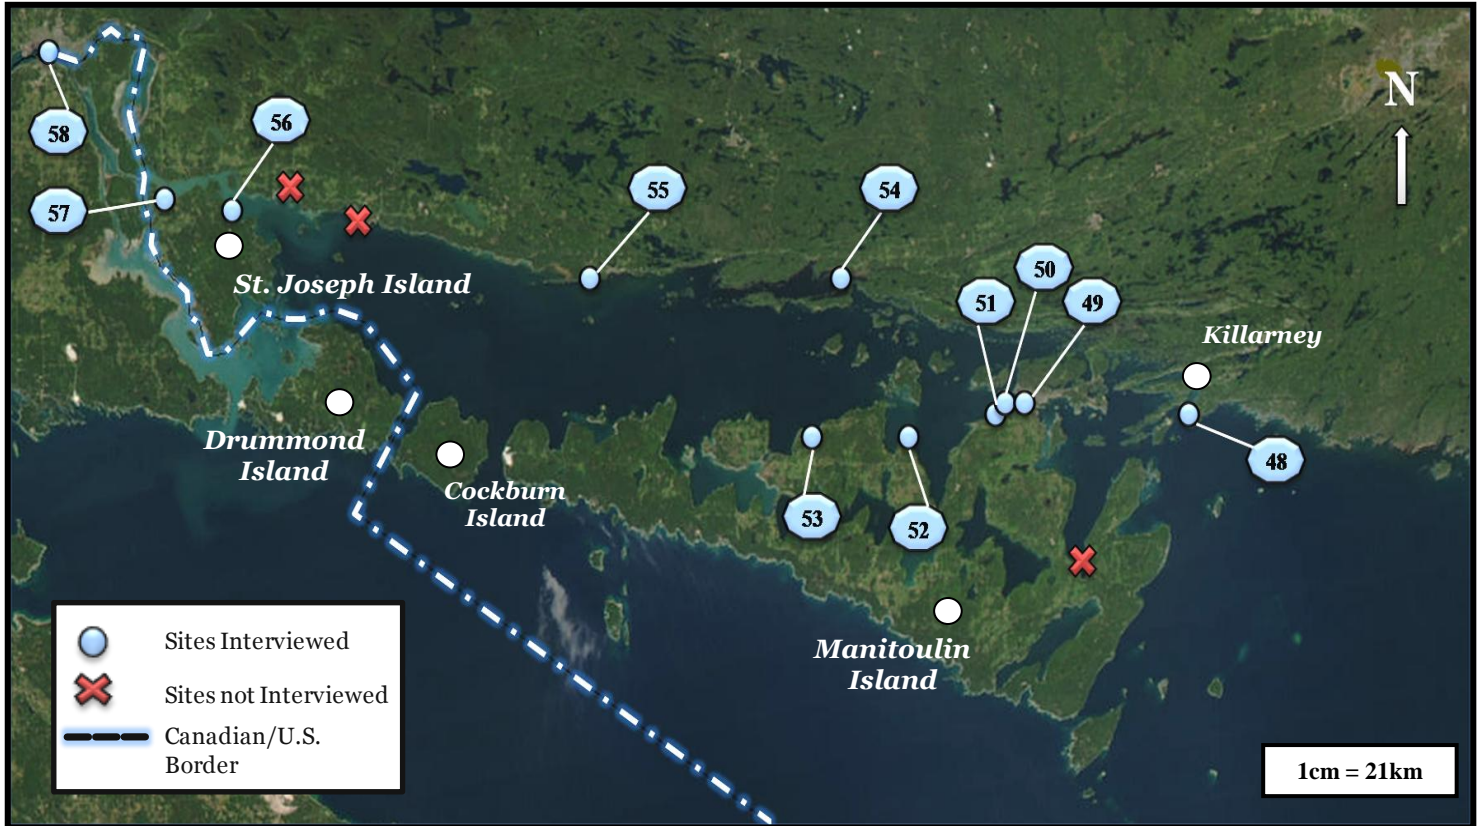 N
58
56
55
54
57
50
51
49
Killarney
St. Joseph Island
Drummond
Island
48
Cockburn
Island
53
52
Manitoulin
Island
Sites Interviewed
Sites not Interviewed
Canadian/U.S.
Border
1cm = 21km